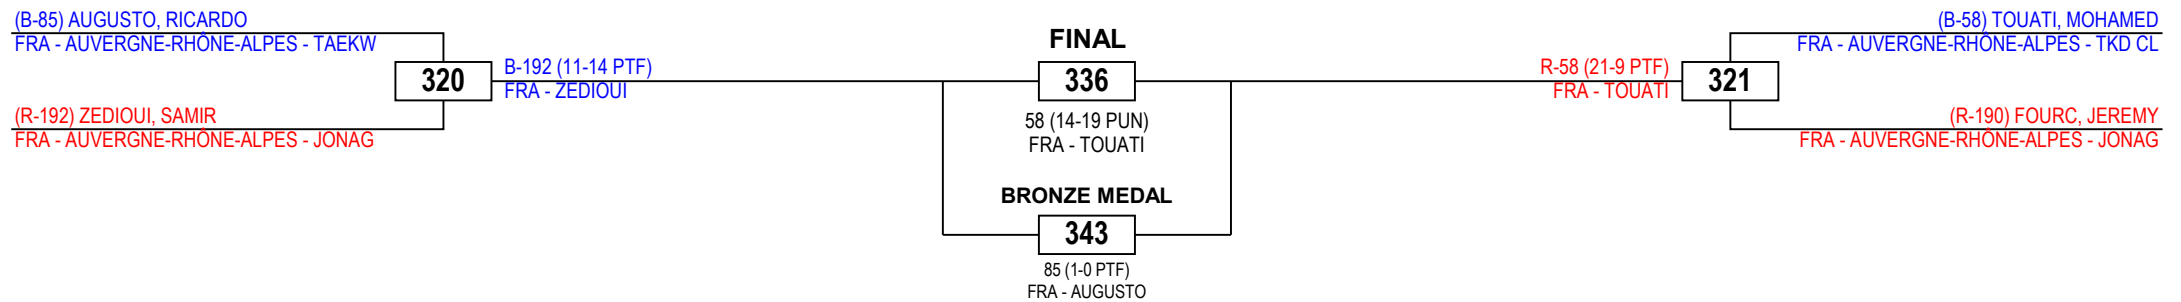 (B-85) AUGUSTO, RICARDO
FRA - AUVERGNE-RHÔNE-ALPES - TAEKW
320
(R-192) ZEDIOUI, SAMIR
FRA - AUVERGNE-RHÔNE-ALPES - JONAG
B-192 (11-14 PTF)
FRA - ZEDIOUI
FINAL
336
58 (14-19 PUN)
FRA - TOUATI
BRONZE MEDAL
343
85 (1-0 PTF)
FRA - AUGUSTO
R-58 (21-9 PTF)
FRA - TOUATI
(B-58) TOUATI, MOHAMED
FRA - AUVERGNE-RHÔNE-ALPES - TKD CL
321
(R-190) FOURC, JEREMY
FRA - AUVERGNE-RHÔNE-ALPES - JONAG